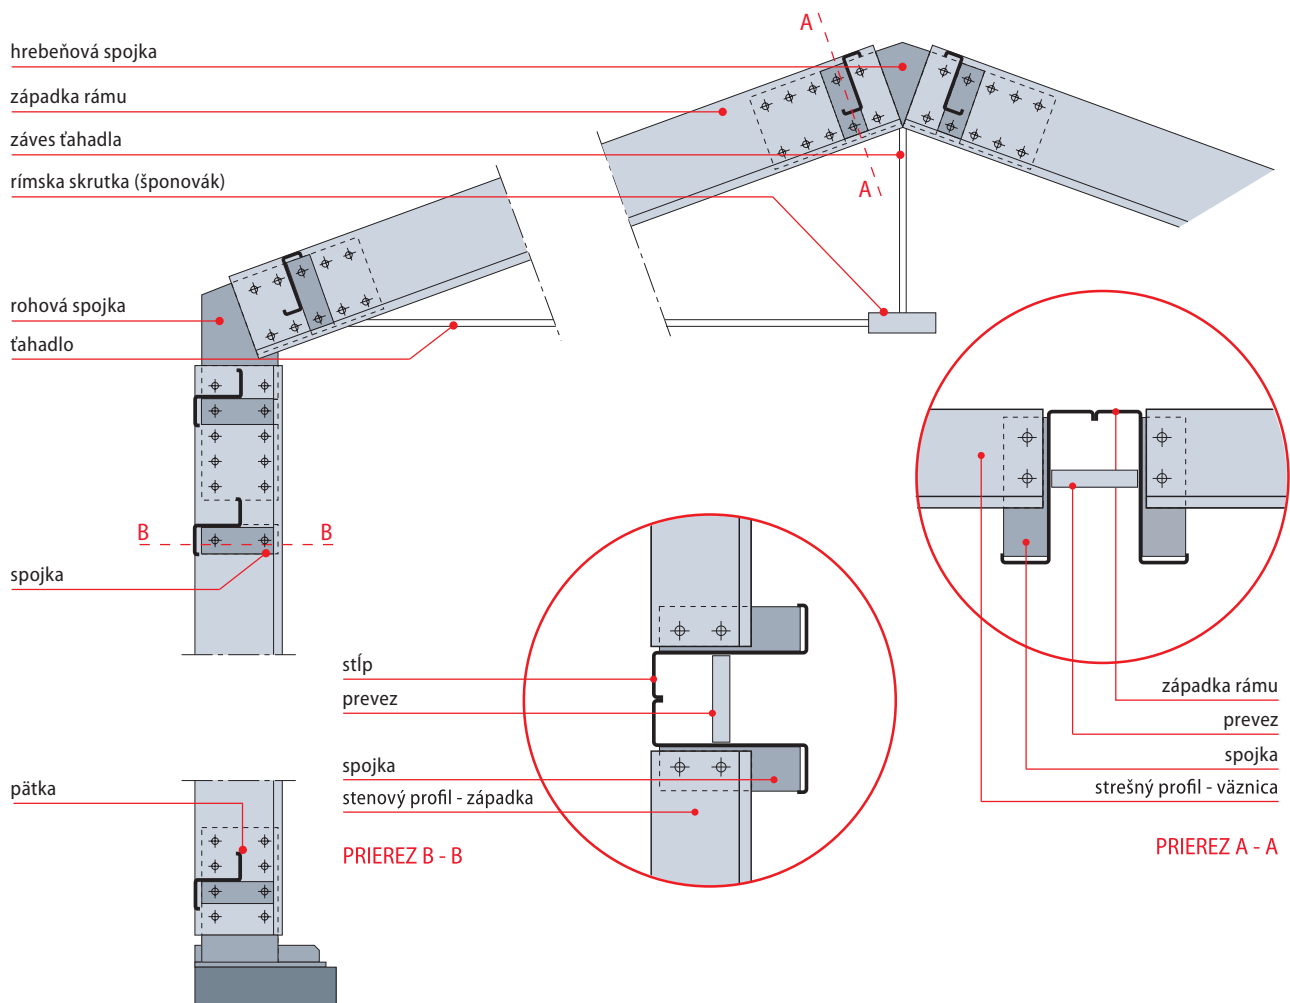 hrebeňová spojka
západka rámu
záves ťahadla
rímska skrutka (šponovák)
A
A
rohová spojka
ťahadlo
B
B
spojka
pätka
stĺp
prevez
spojka
stenový profil - západka
PRIEREZ B - B
západka rámu
prevez
spojka
strešný profil - väznica
PRIEREZ A - A